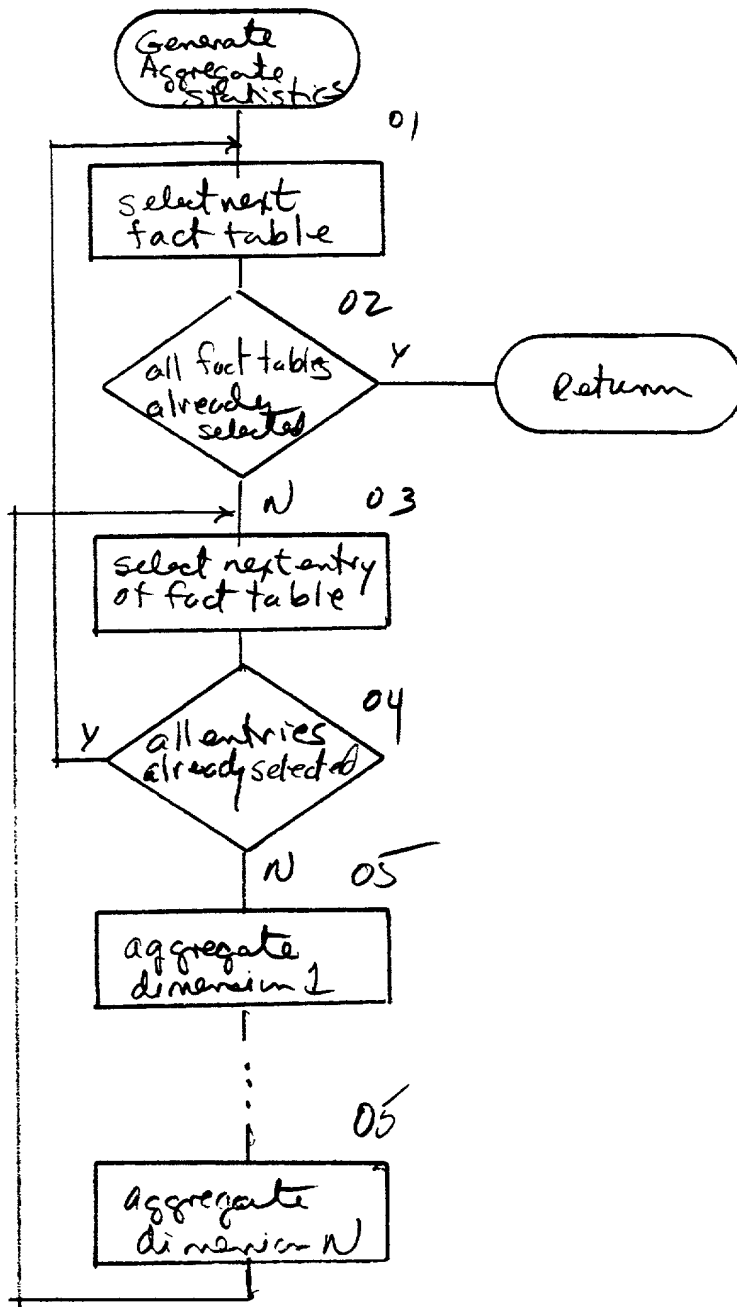 Generate
Aggregate
Statistics
01
select next
fact table
02
all fact tables
already
selected
Y
Return
N
03
select next entry
of fact table
04
all entries
already selected
Y
N
05
aggregate
dimension 1
05
aggregate
dimension N